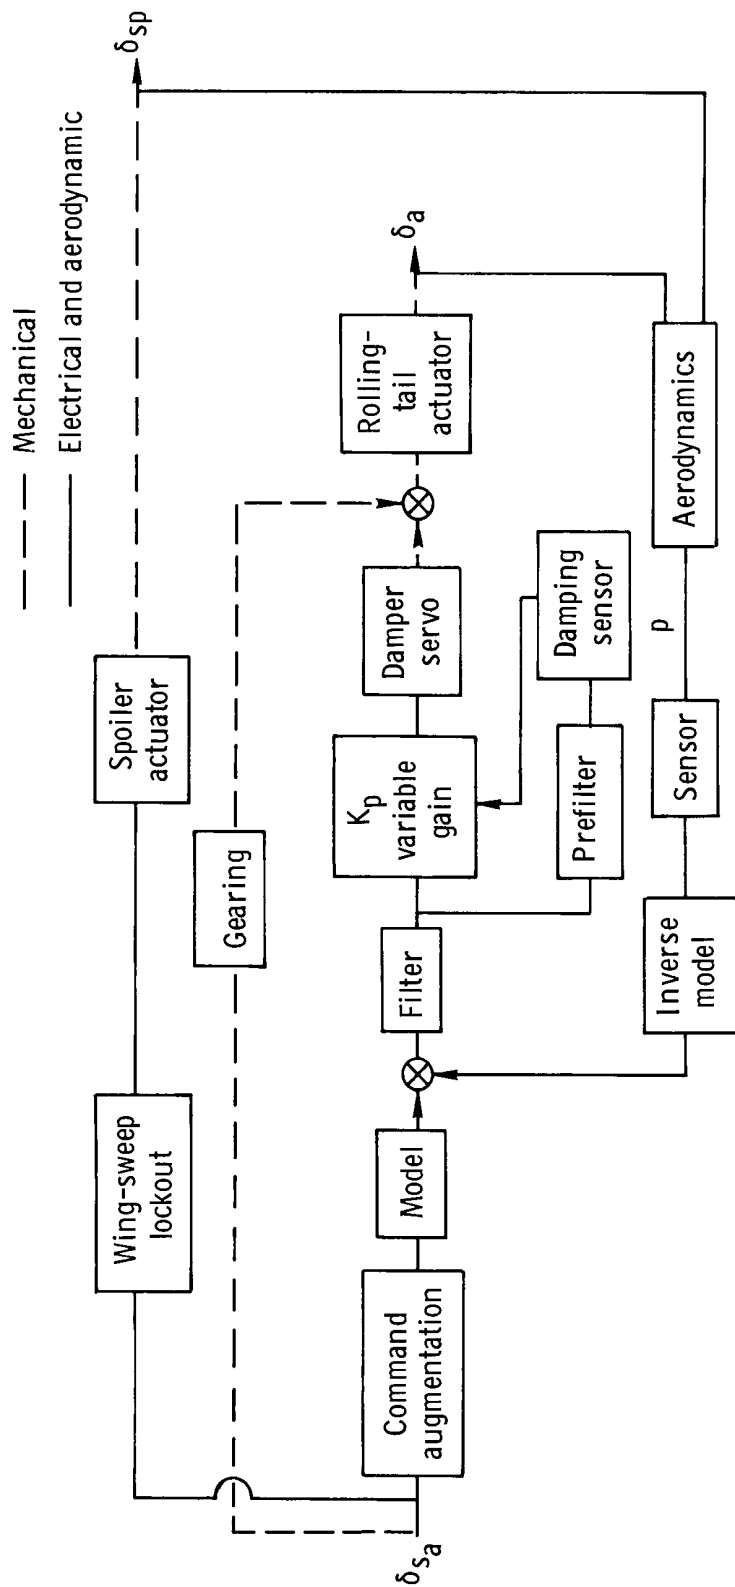 Mechanical
Electrical and aerodynamic
Wing-sweep
lockout
Spoiler
actuator
δsp
Gearing
δsa
Command
augmentation
Model
Filter
Kp
variable
gain
Damper
servo
Rolling-
tail
actuator
δa
Prefilter
Damping
sensor
Inverse
model
Sensor
p
Aerodynamics